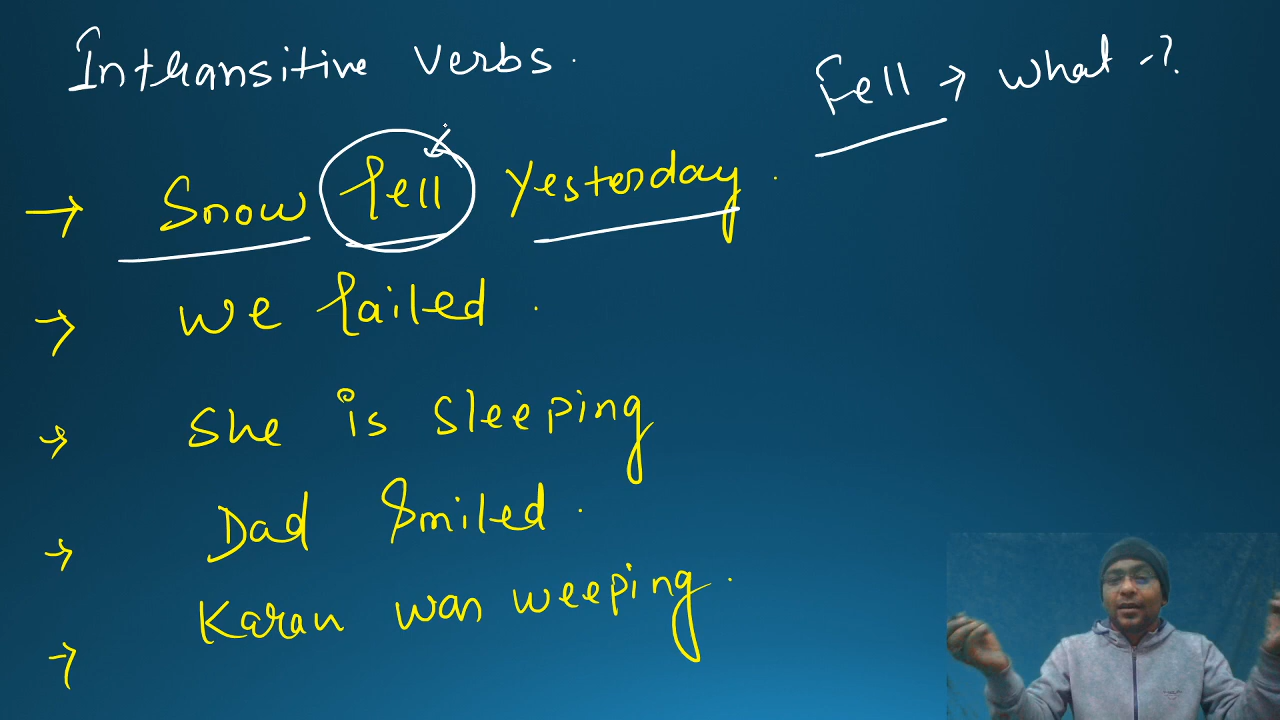 Intransitive Verbs.
Fell → What -?
→ Snow fell yesterday.
→ We failed.
→ She is sleeping
→ Dad Smiled.
→ Karan was weeping.